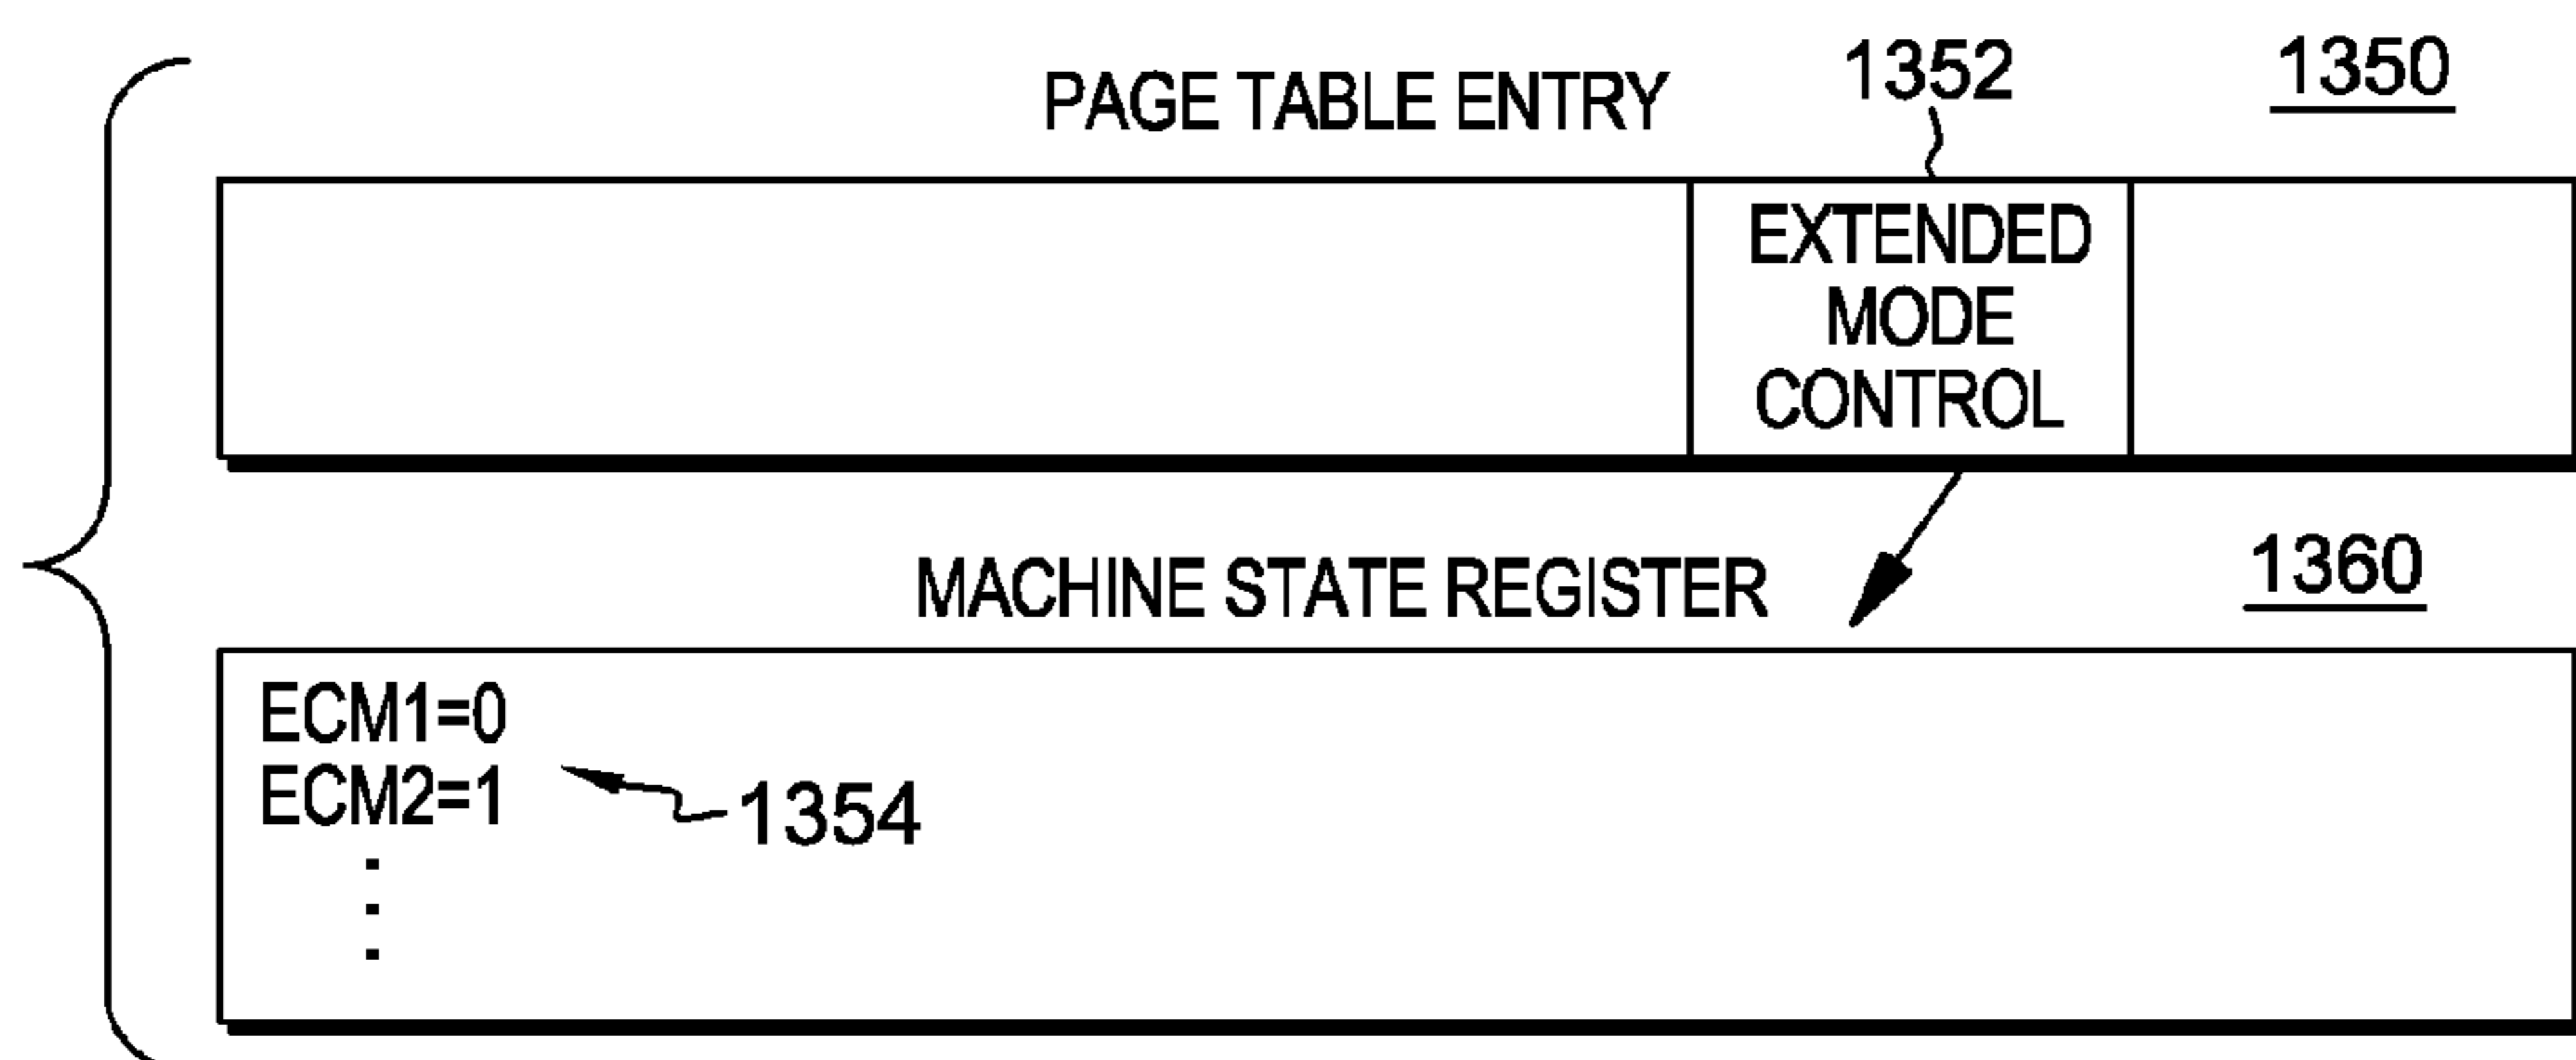 PAGE TABLE ENTRY 1352 1350
EXTENDED
MODE
CONTROL
MACHINE STATE REGISTER 1360
ECM1=0
ECM2=1
1354